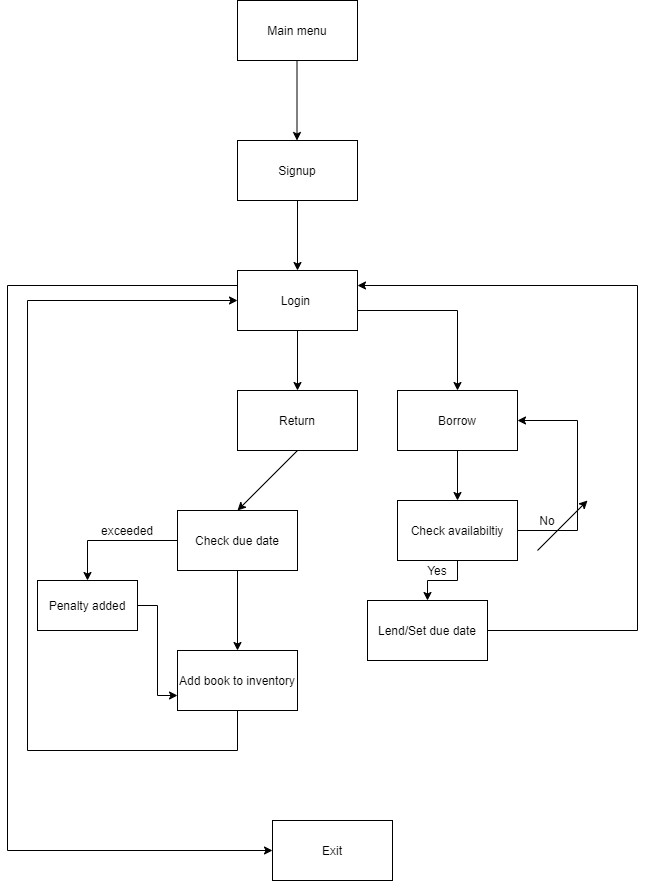 Main menu
Signup
Login
Return
Borrow
Check due date
exceeded
Check availabiltiy
No
Penalty added
Yes
Lend/Set due date
Add book to inventory
Exit